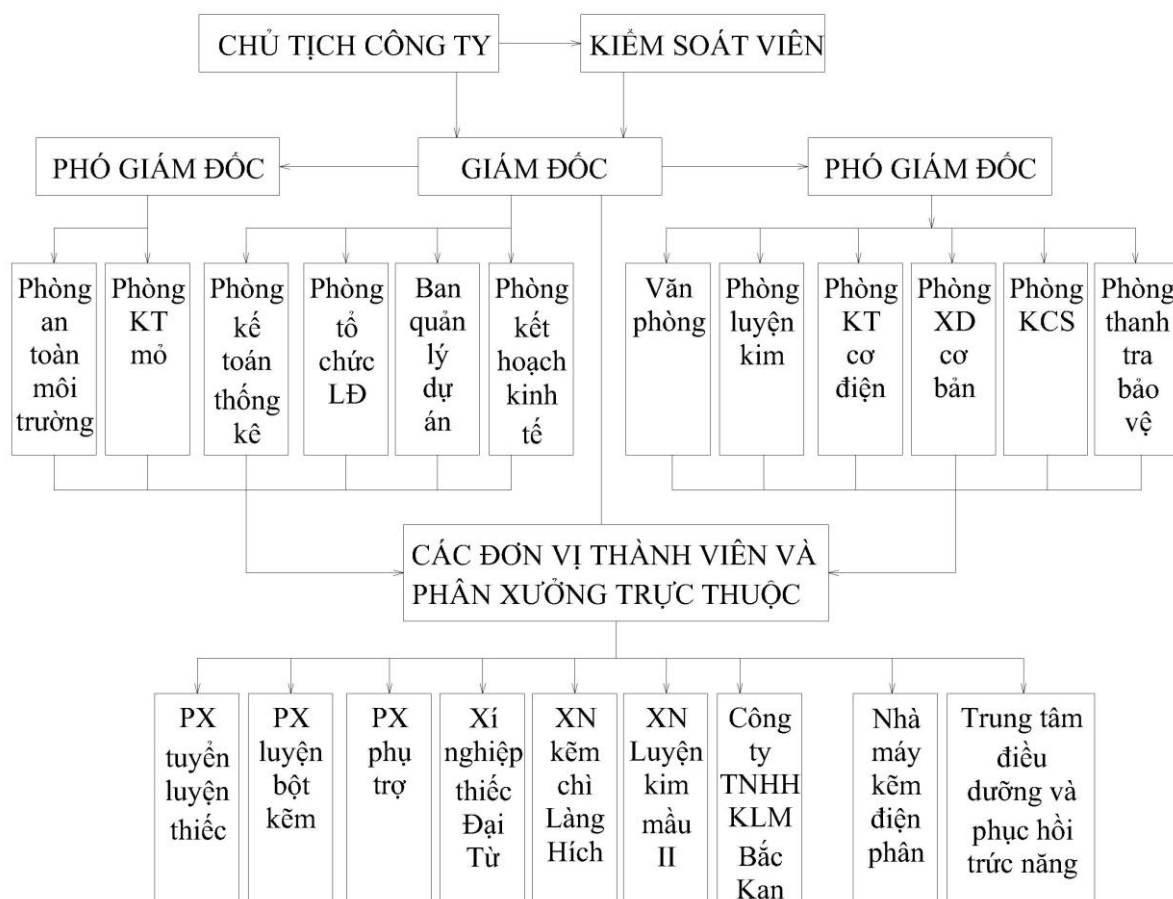 CHỦ TỊCH CÔNG TY
KIỂM SOÁT VIÊN
PHÓ GIÁM ĐỐC
GIÁM ĐỐC
PHÓ GIÁM ĐỐC
Phòng
an
toàn
môi
trường
Phòng
KT
mỏ
Phòng
kế
toán
thống
kê
Phòng
tổ
chức
LĐ
Ban
quản
lý
dự
án
Phòng
kết
hoạch
kinh
tế
Văn
phòng
Phòng
luyện
kim
Phòng
KT
cơ
điện
Phòng
XD
cơ
bản
Phòng
KCS
Phòng
thanh
tra
bảo
vệ
CÁC ĐƠN VỊ THÀNH VIÊN VÀ
PHÂN XƯỞNG TRỰC THUỘC
PX
tuyển
luyện
thiếc
PX
luyện
bột
kẽm
PX
phụ
trợ
Xí
nghiệp
thiếc
Đại
Từ
XN
kẽm
chì
Làng
Hích
XN
Luyện
kim
mầu
II
Công
ty
TNHH
KLM
Bắc
Kan
Nhà
máy
kẽm
điện
phân
Trung tâm
điều
dưỡng và
phục hồi
trức năng